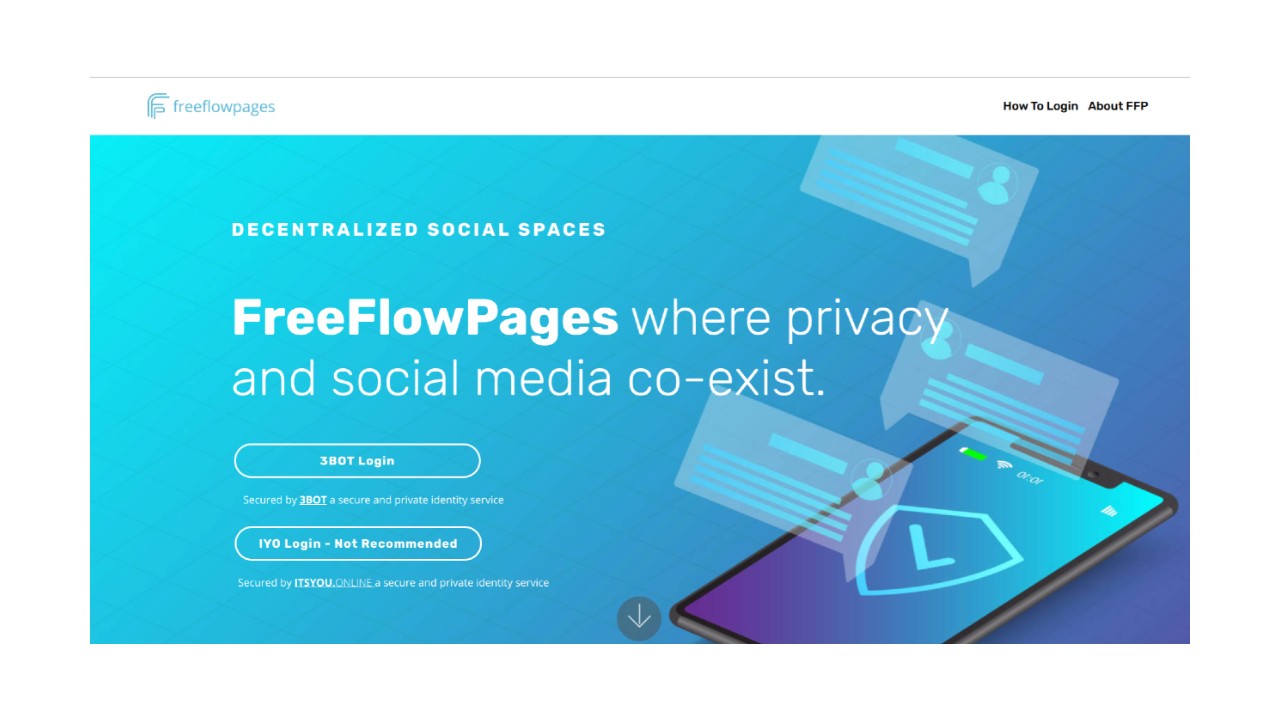 freeflowpages
How To Login About FFP
DECENTRALIZED SOCIAL SPACES
FreeFlowPages where privacy
and social media co-exist.
3BOT Login
Secured by 3BOT a secure and private identity service
IYO Login - Not Recommended
Secured by ITSYOU.ONLINE a secure and private identity service
10:10
L